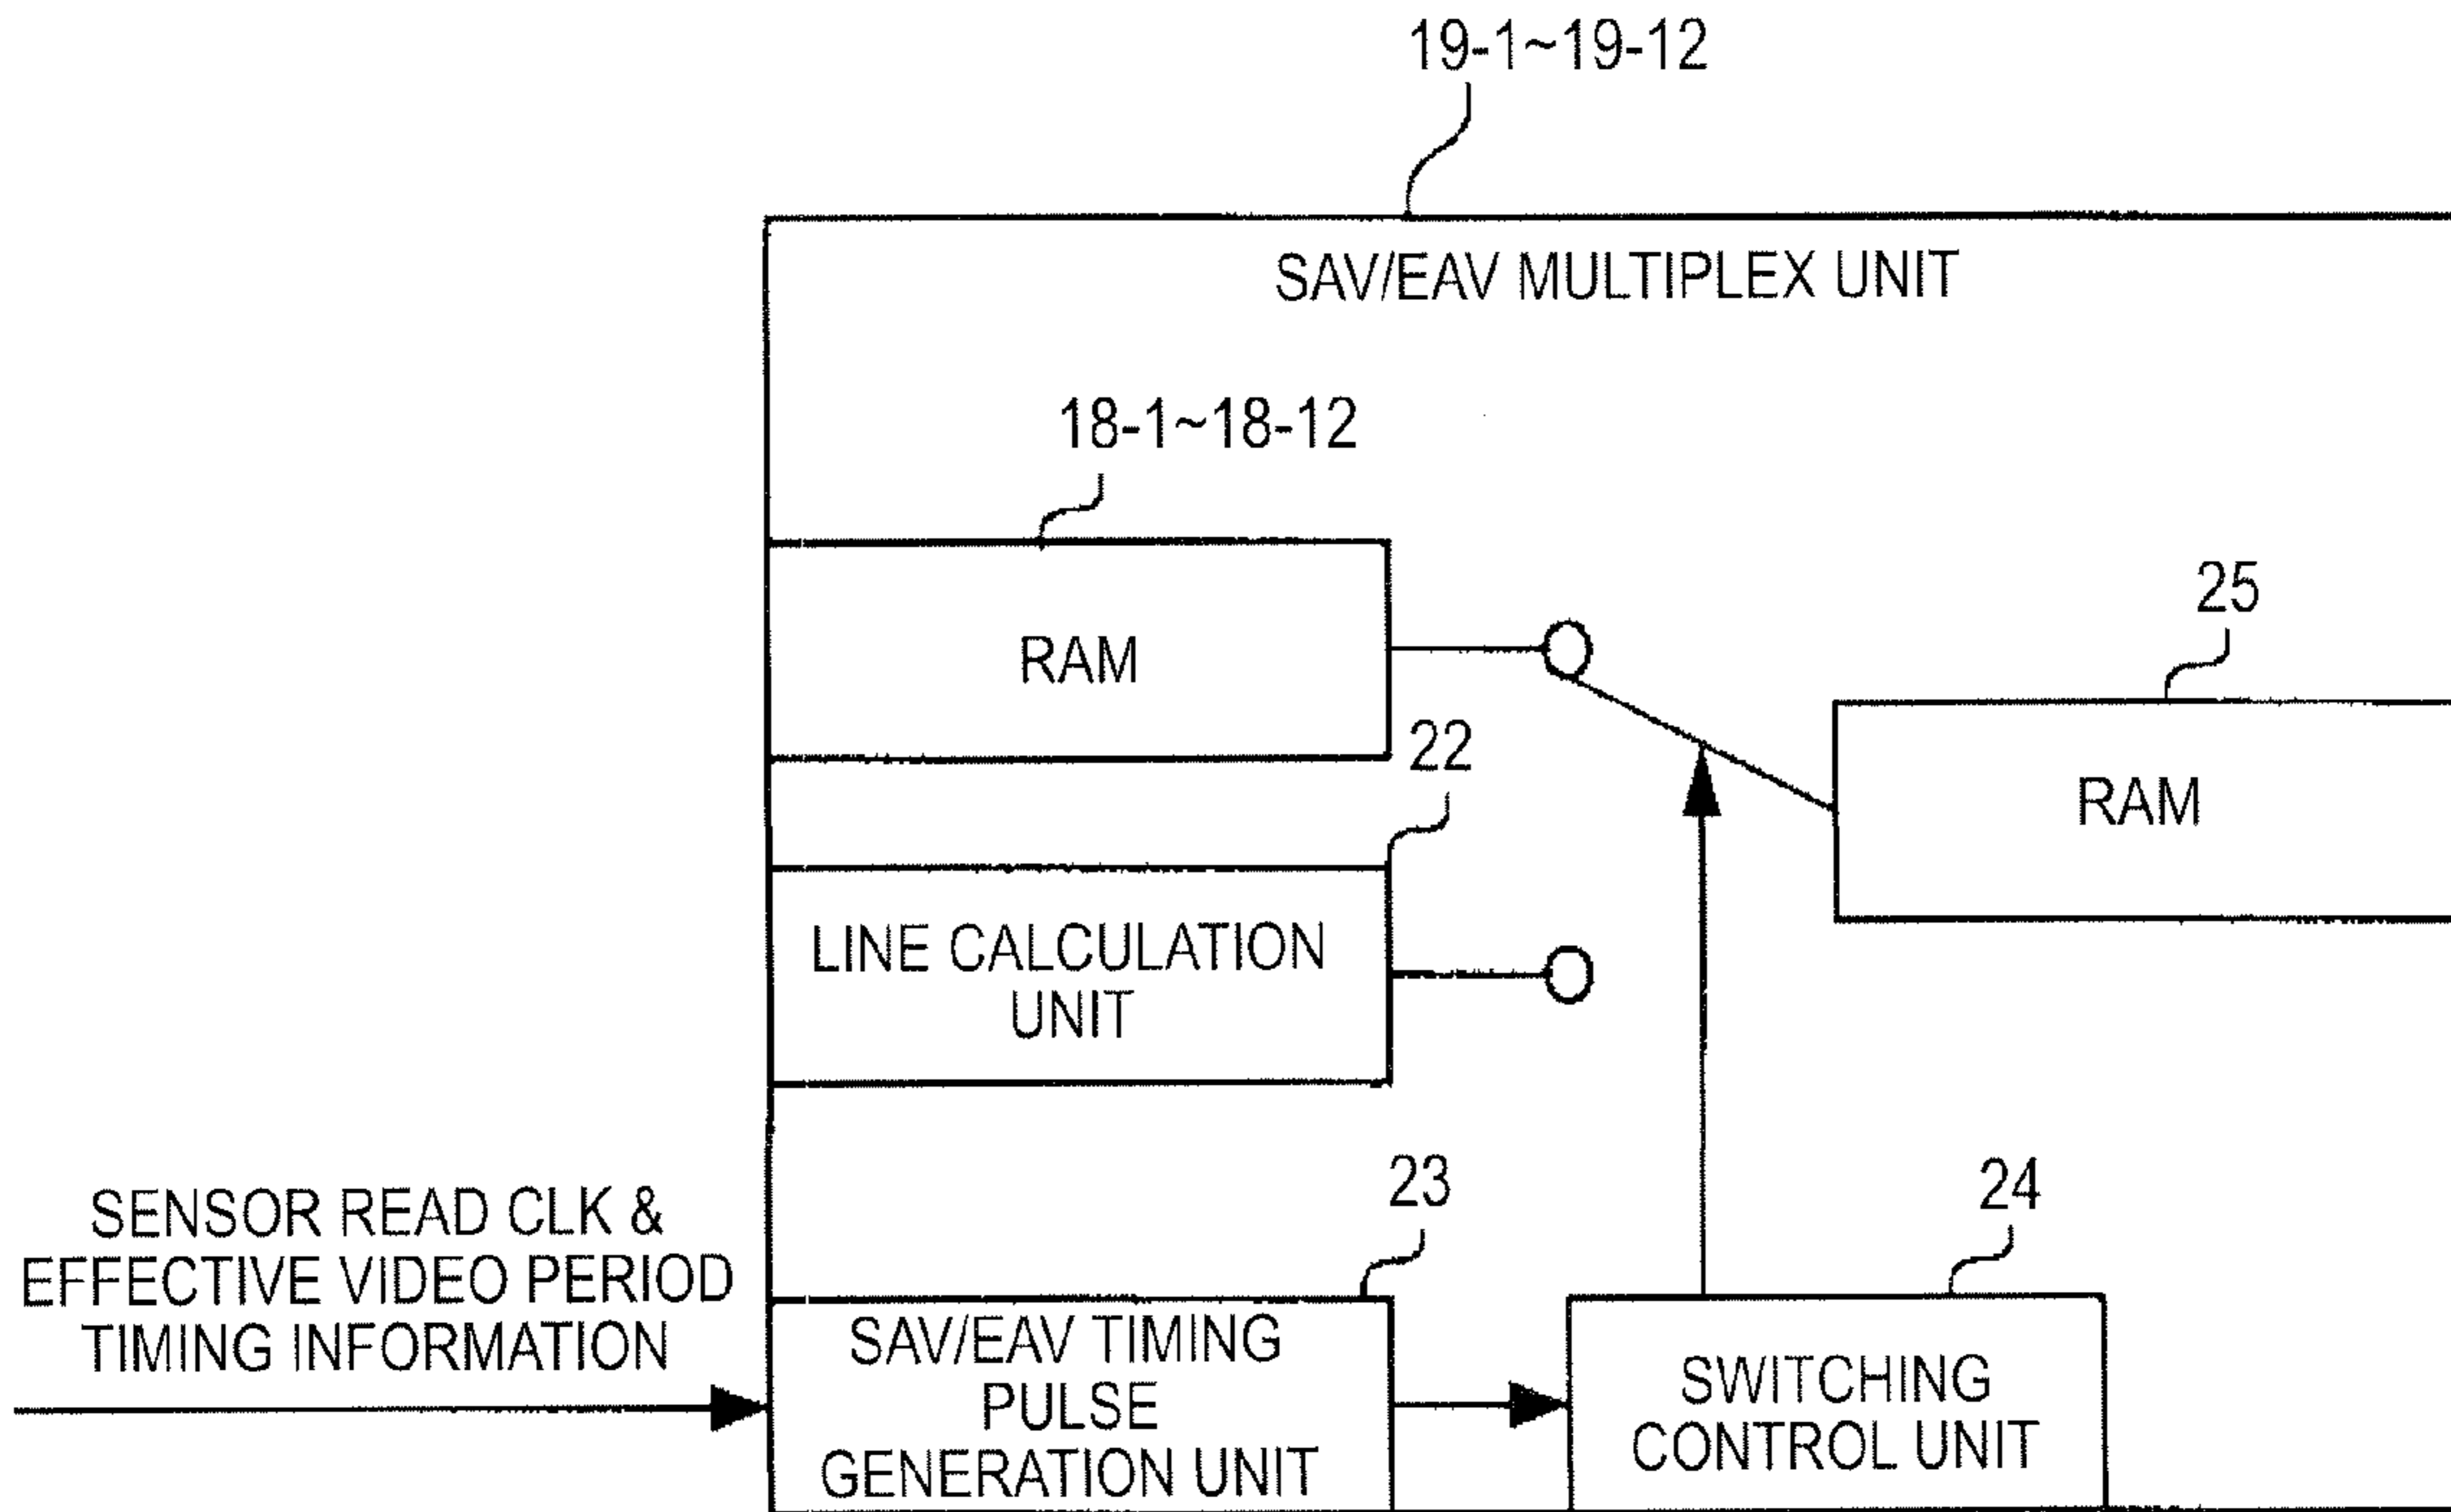 19-1~19-12
SAV/EAV MULTIPLEX UNIT
18-1~18-12
RAM
25
RAM
22
LINE CALCULATION
UNIT
SENSOR READ CLK &
EFFECTIVE VIDEO PERIOD
TIMING INFORMATION
23
SAV/EAV TIMING
PULSE
GENERATION UNIT
24
SWITCHING
CONTROL UNIT